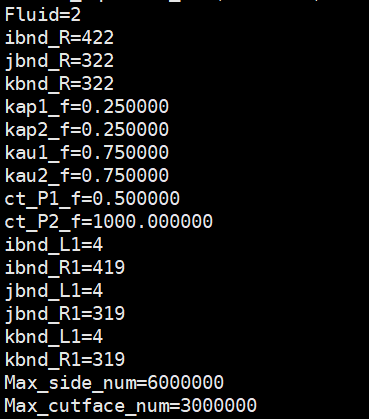 Fluid=2
ibnd_R=422
jbnd_R=322
kbnd_R=322
kap1_f=0.250000
kap2_f=0.250000
kau1_f=0.750000
kau2_f=0.750000
ct_P1_f=0.500000
ct_P2_f=1000.000000
ibnd_L1=4
ibnd_R1=419
jbnd_L1=4
jbnd_R1=319
kbnd_L1=4
kbnd_R1=319
Max_side_num=6000000
Max_cutface_num=3000000